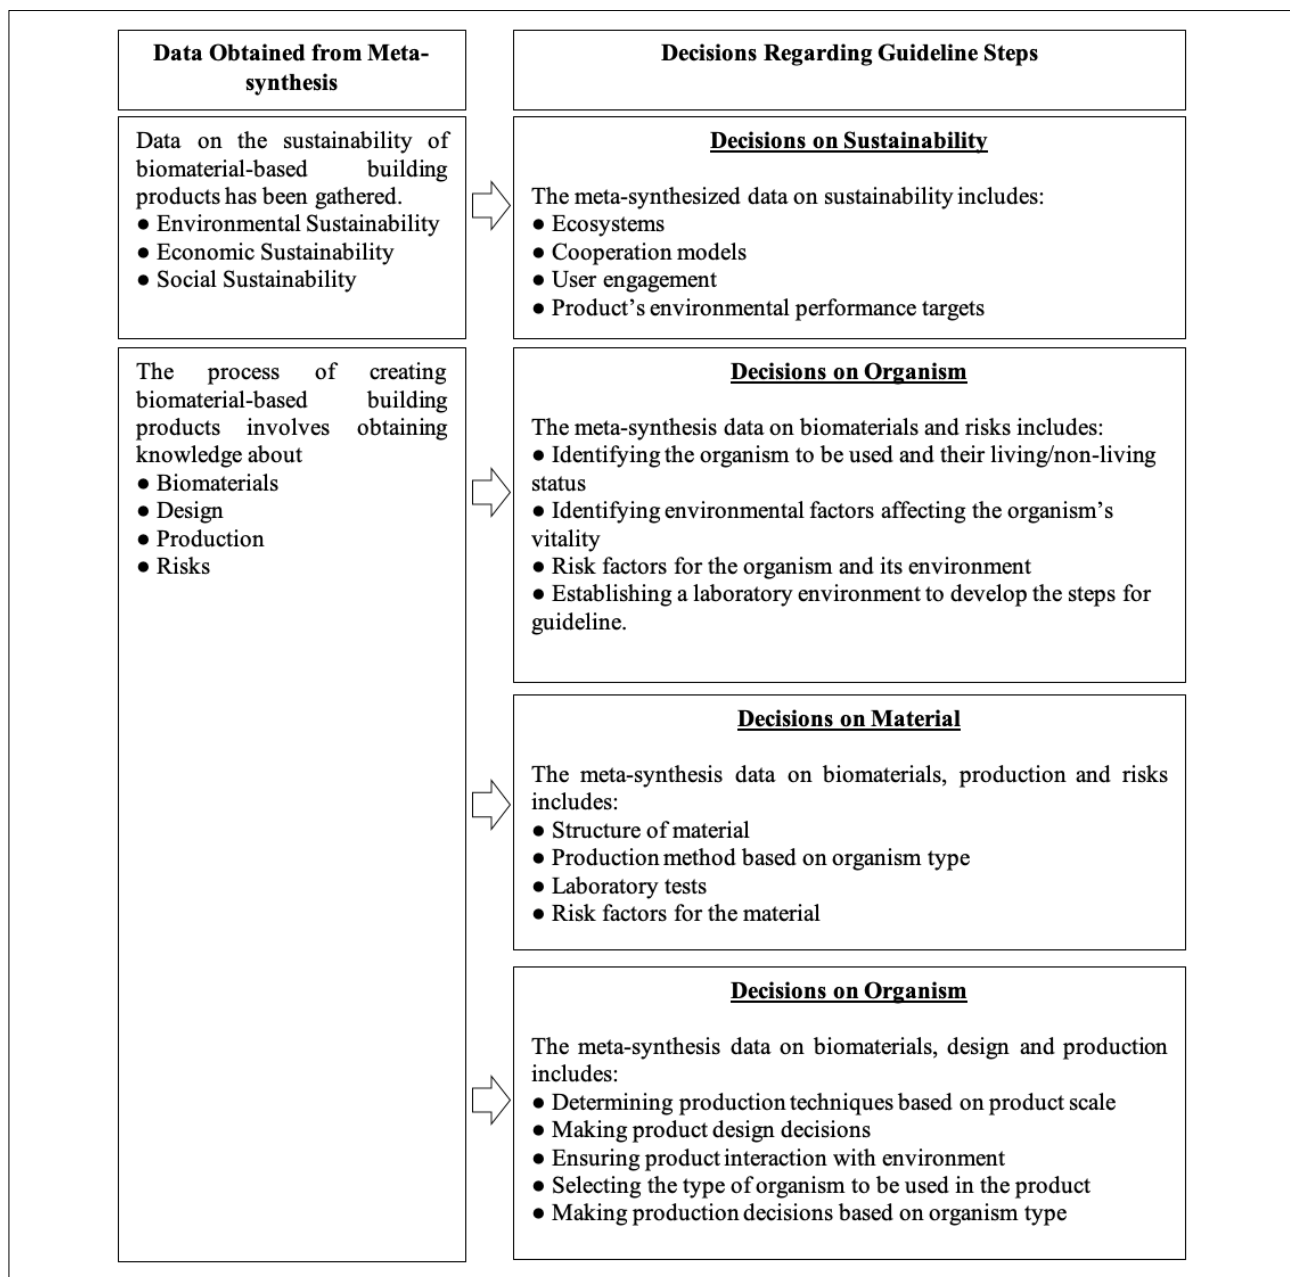 Data Obtained from Meta-
synthesis
Decisions Regarding Guideline Steps
Data on the sustainability of
biomaterial-based building
products has been gathered.
● Environmental Sustainability
● Economic Sustainability
● Social Sustainability
Decisions on Sustainability
The meta-synthesized data on sustainability includes:
● Ecosystems
● Cooperation models
● User engagement
● Product’s environmental performance targets
The process of creating
biomaterial-based building
products involves obtaining
knowledge about
● Biomaterials
● Design
● Production
● Risks
Decisions on Organism
The meta-synthesis data on biomaterials and risks includes:
● Identifying the organism to be used and their living/non-living
status
● Identifying environmental factors affecting the organism’s
vitality
● Risk factors for the organism and its environment
● Establishing a laboratory environment to develop the steps for
guideline.
Decisions on Material
The meta-synthesis data on biomaterials, production and risks
includes:
● Structure of material
● Production method based on organism type
● Laboratory tests
● Risk factors for the material
Decisions on Organism
The meta-synthesis data on biomaterials, design and production
includes:
● Determining production techniques based on product scale
● Making product design decisions
● Ensuring product interaction with environment
● Selecting the type of organism to be used in the product
● Making production decisions based on organism type